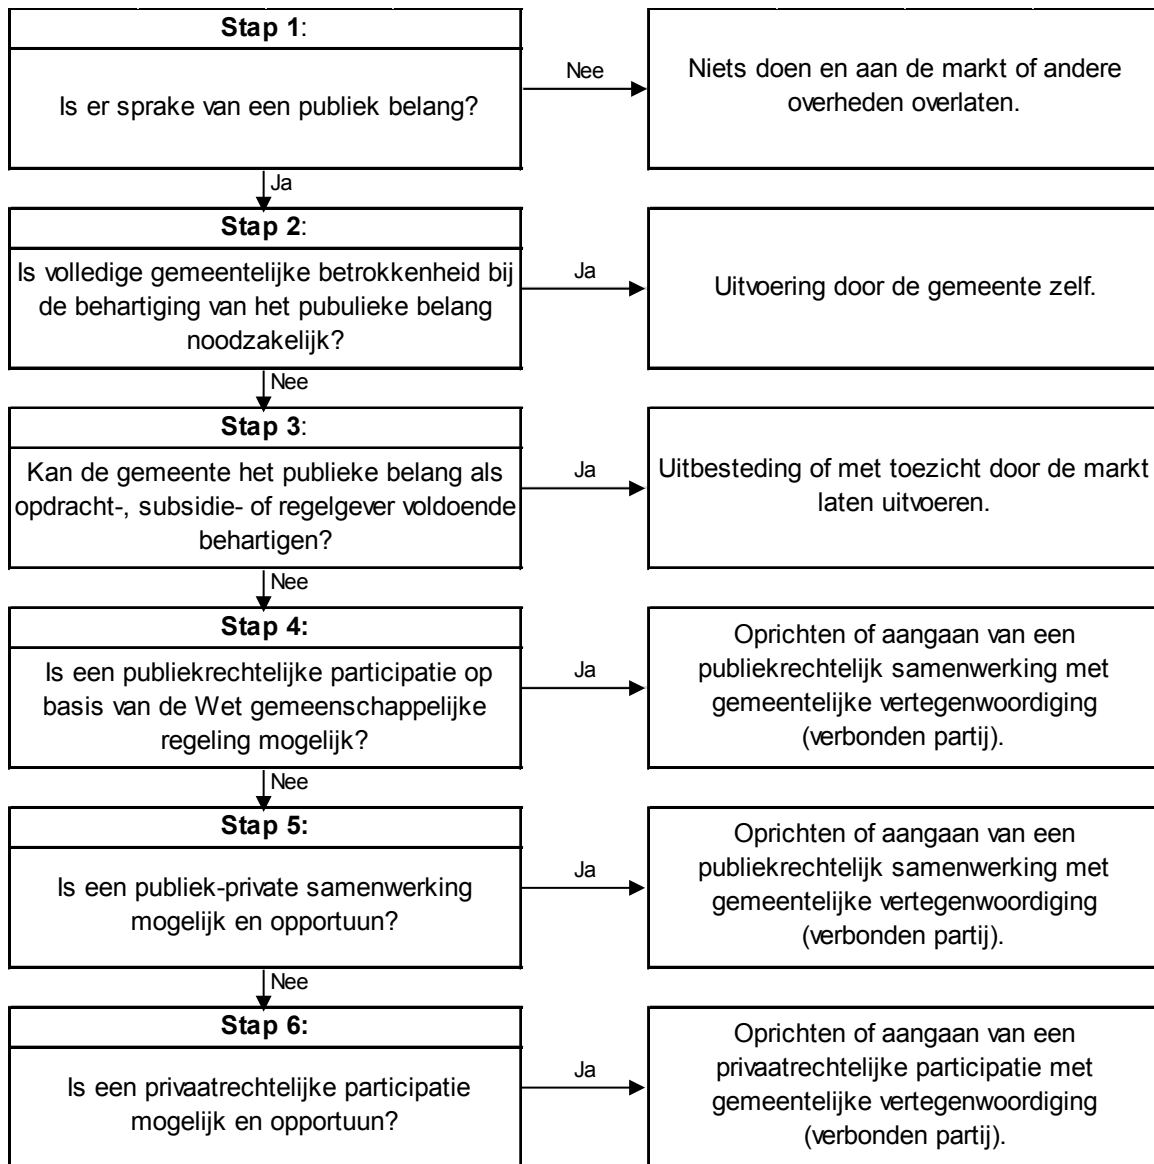 Stap 1:
Is er sprake van een publiek belang?
Nee
Niets doen en aan de markt of andere
overheden overlaten.
Ja
Stap 2:
Is volledige gemeentelijke betrokkenheid bij
de behartiging van het pubulieke belang
noodzakelijk?
Ja
Uitvoering door de gemeente zelf.
Nee
Stap 3:
Kan de gemeente het publieke belang als
opdracht-, subsidie- of regelgever voldoende
behartigen?
Ja
Uitbesteding of met toezicht door de markt
laten uitvoeren.
Nee
Stap 4:
Is een publiekrechtelijke participatie op
basis van de Wet gemeenschappelijke
regeling mogelijk?
Ja
Oprichten of aangaan van een
publiekrechtelijk samenwerking met
gemeentelijke vertegenwoordiging
(verbonden partij).
Nee
Stap 5:
Is een publiek-private samenwerking
mogelijk en opportuun?
Ja
Oprichten of aangaan van een
publiekrechtelijk samenwerking met
gemeentelijke vertegenwoordiging
(verbonden partij).
Nee
Stap 6:
Is een privaatrechtelijke participatie
mogelijk en opportuun?
Ja
Oprichten of aangaan van een
privaatrechtelijke participatie met
gemeentelijke vertegenwoordiging
(verbonden partij).